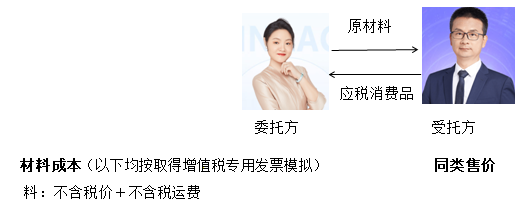 原材料
应税消费品
委托方
受托方
材料成本（以下均按取得增值税专用发票模拟）
同类售价
料：不含税价＋不含税运费